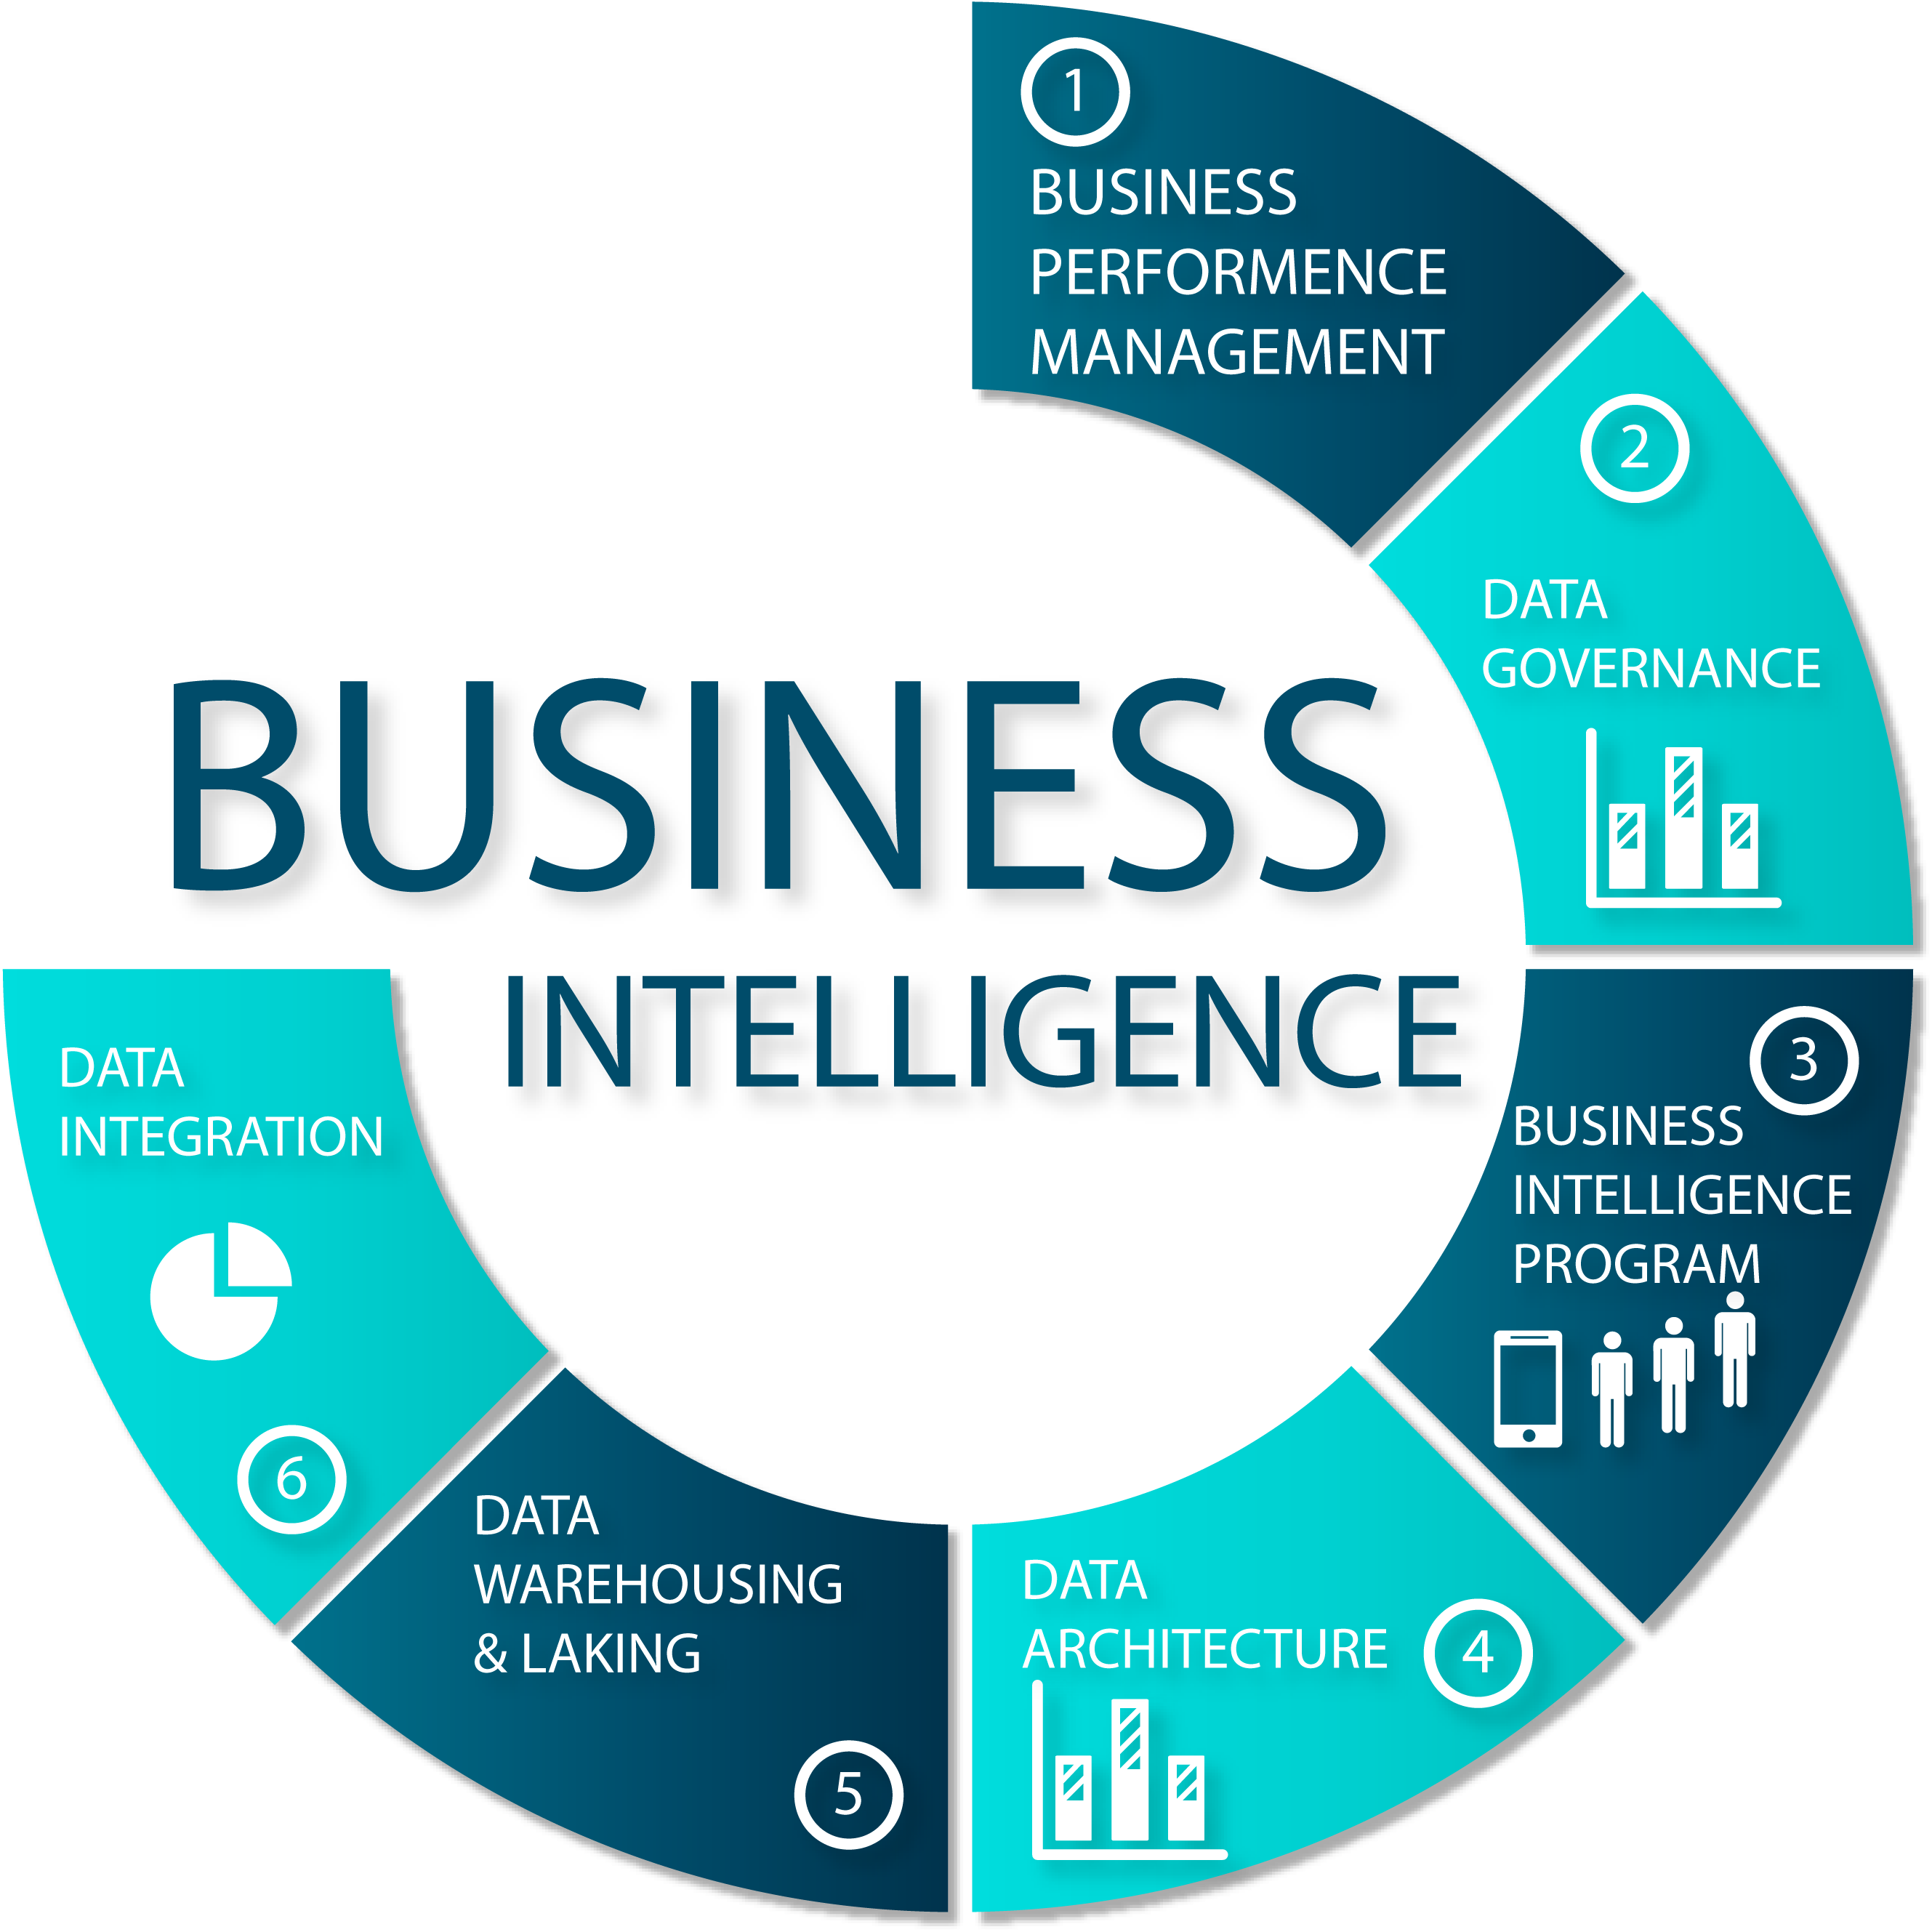 1
BUSINESS
PERFORMENCE
MANAGEMENT
2
DATA
GOVERNANCE
BUSINESS
INTELLIGENCE
3
BUSINESS
INTELLIGENCE
PROGRAM
DATA
ARCHITECTURE
4
DATA
WAREHOUSING
& LAKING
5
DATA
INTEGRATION
6